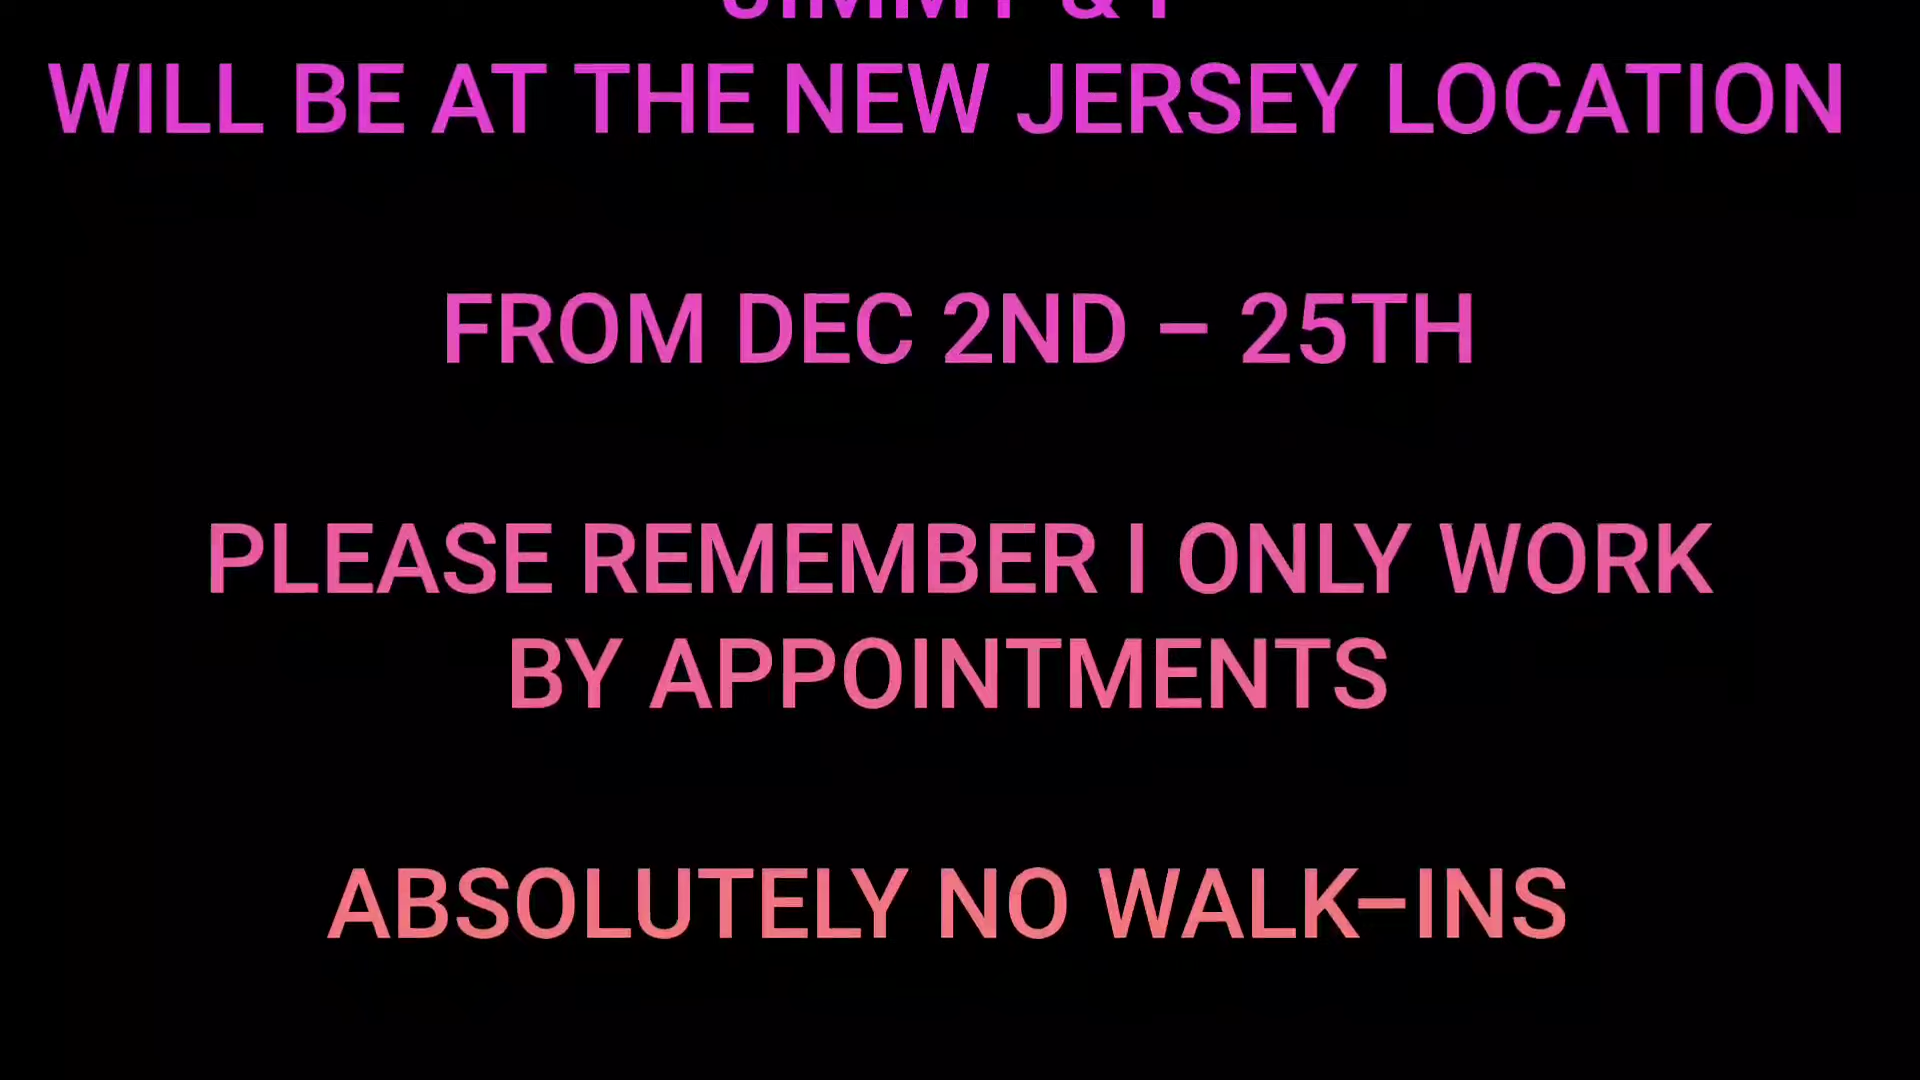 JIMMY & I
WILL BE AT THE NEW JERSEY LOCATION
FROM DEC 2ND – 25TH
PLEASE REMEMBER I ONLY WORK
BY APPOINTMENTS
ABSOLUTELY NO WALK–INS